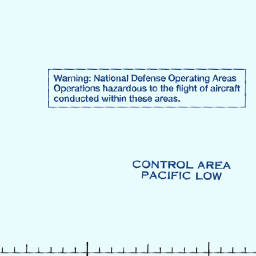 Warning: National Defense Operating Areas
Operations hazardous to the flight of aircraft
conducted within these areas.
CONTROL AREA
PACIFIC LOW